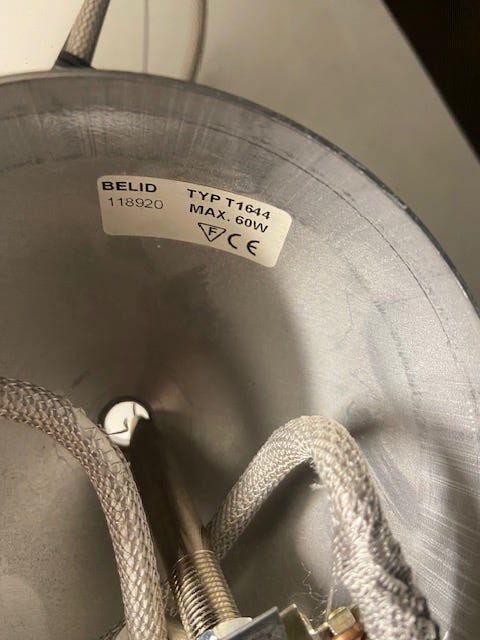 BELID TYP T1644
118920 MAX. 60W
F CE